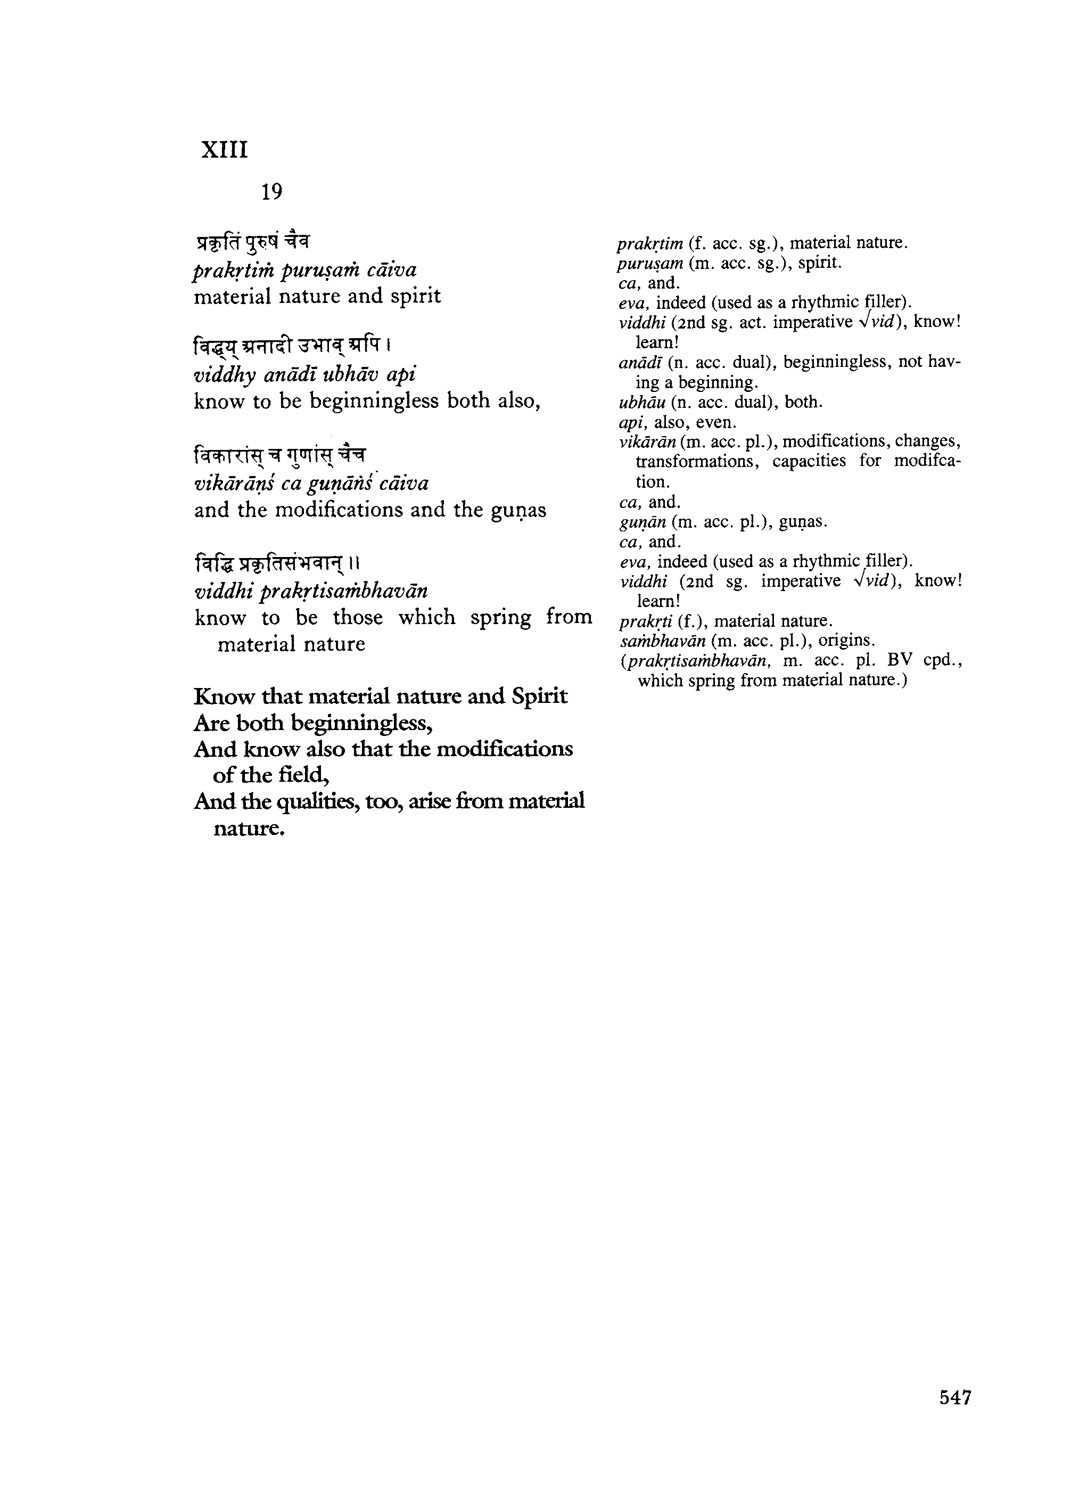 XIII
19
प्रकृतिं पुरुषं चैव
prakṛtiṁ puruṣaṁ cāiva
material nature and spirit
विद्ध्य् अनादी उभाव् अपि ।
viddhy anādī ubhāv api
know to be beginningless both also,
विकारांस् च गुणांस् चैच
vikārāṇś ca guṇāṅś cāiva
and the modifications and the guṇas
विद्धि प्रकृतिसंभवान् ॥
viddhi prakṛtisaṁbhavān
know to be those which spring from
material nature
Know that material nature and Spirit
Are both beginningless,
And know also that the modifications
of the field,
And the qualities, too, arise from material
nature.
prakṛtim (f. acc. sg.), material nature.
puruṣam (m. acc. sg.), spirit.
ca, and.
eva, indeed (used as a rhythmic filler).
viddhi (2nd sg. act. imperative √vid), know!
learn!
anādī (n. acc. dual), beginningless, not hav-
ing a beginning.
ubhāu (n. acc. dual), both.
api, also, even.
vikārān (m. acc. pl.), modifications, changes,
transformations, capacities for modifca-
tion.
ca, and.
guṇān (m. acc. pl.), guṇas.
ca, and.
eva, indeed (used as a rhythmic filler).
viddhi (2nd sg. imperative √vid), know!
learn!
prakṛti (f.), material nature.
saṁbhavān (m. acc. pl.), origins.
(prakṛtisaṁbhavān, m. acc. pl. BV cpd.,
which spring from material nature.)
547